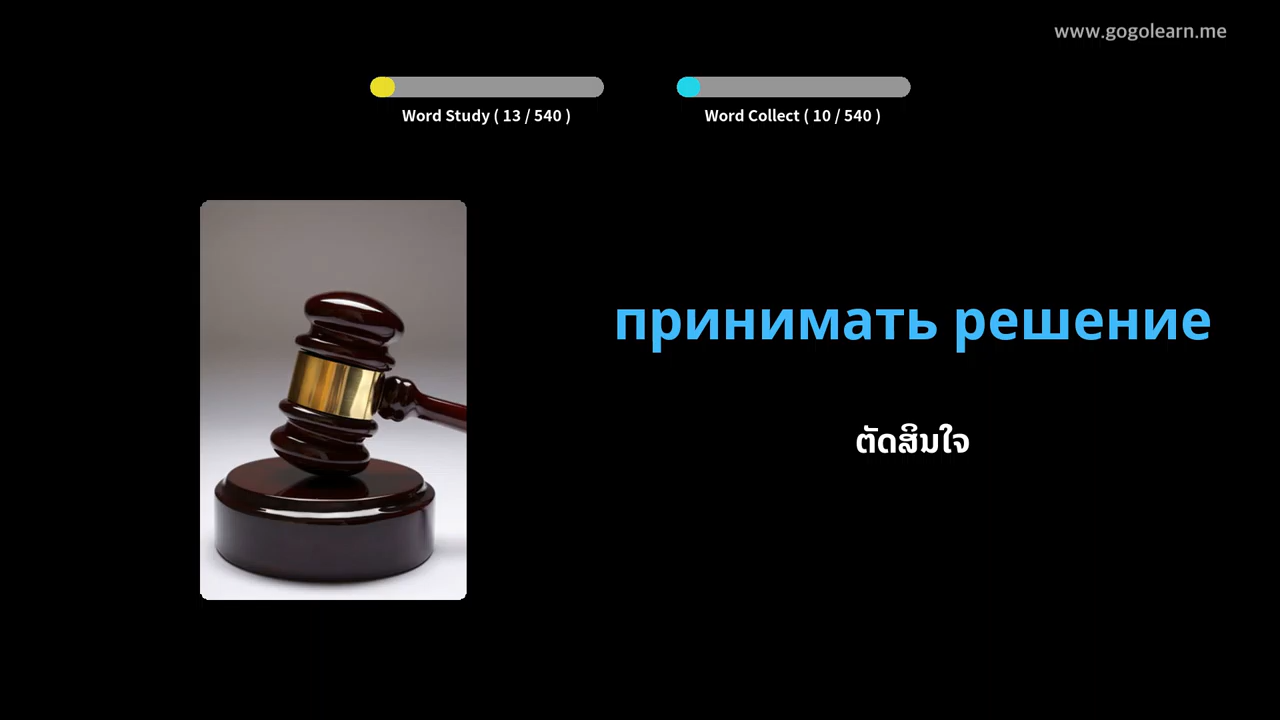 www.gogolearn.me
Word Study ( 13 / 540 )
Word Collect ( 10 / 540 )
принимать решение
ຕັດສິນໃຈ